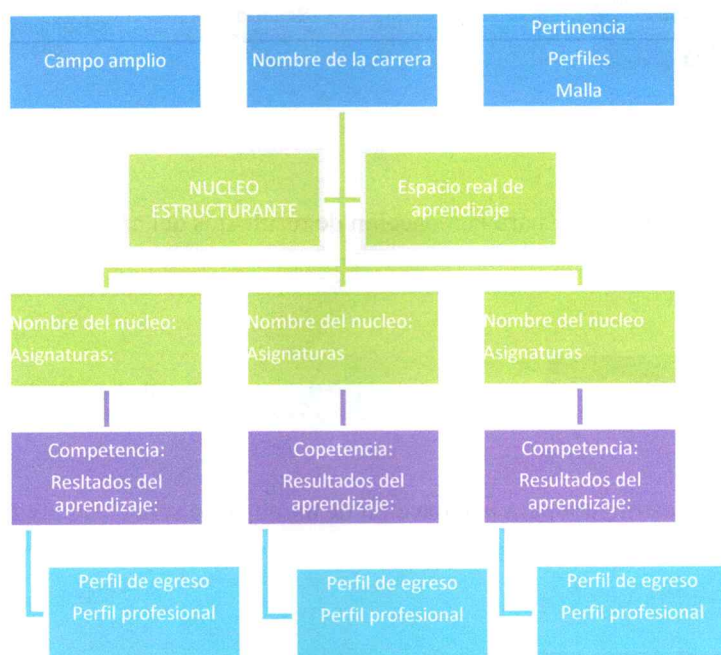 Campo amplio
Nombre de la carrera
Pertinencia
Perfiles
Malla
NUCLEO
ESTRUCTURANTE
Espacio real de
aprendizaje
Nombre del nucleo:
Asignaturas:
Nombre del nucleo:
Asignaturas
Nombre del nucleo
Asignaturas
Competencia:
Resltados del
aprendizaje:
Copetencia:
Resultados del
aprendizaje:
Competencia:
Resultados del
aprendizaje:
Perfil de egreso
Perfil profesional
Perfil de egreso
Perfil profesional
Perfil de egreso
Perfil profesional